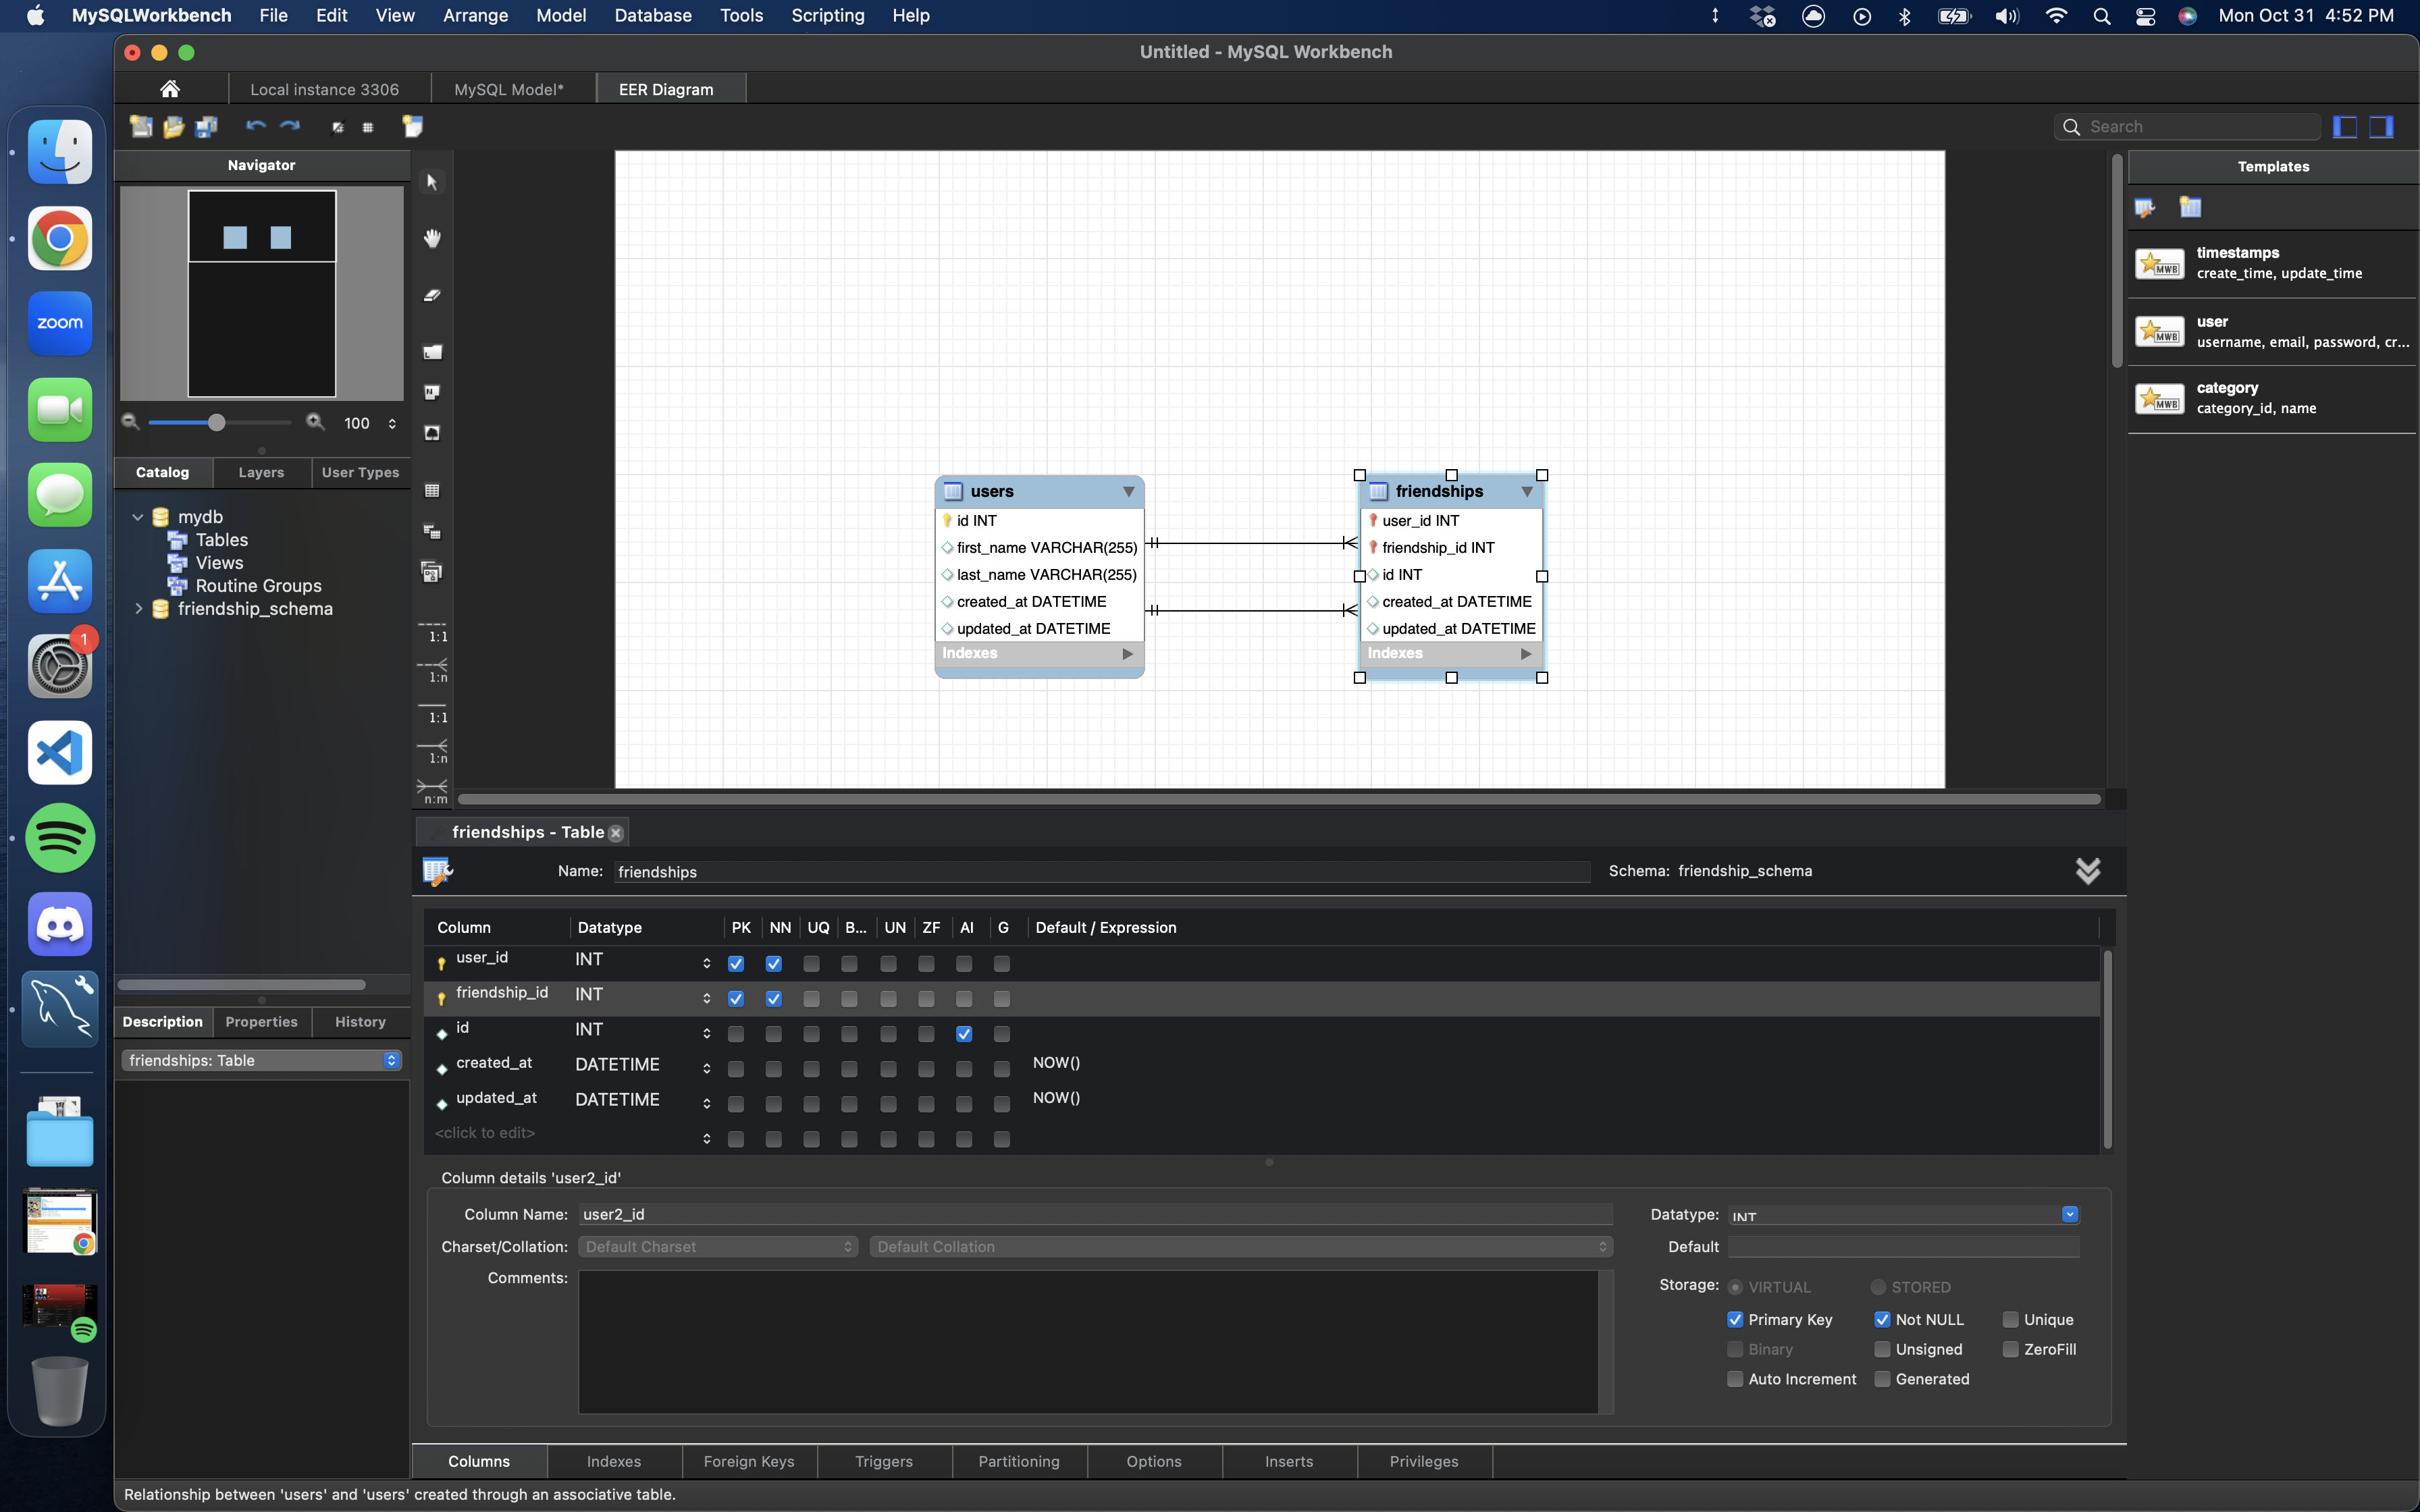 MySQLWorkbench File Edit View Arrange Model Database Tools Scripting Help Mon Oct 31 4:52 PM
Untitled - MySQL Workbench
Local instance 3306 MySQL Model* EER Diagram
Search
Navigator
Templates
timestamps
create_time, update_time
user
username, email, password, cr...
category
category_id, name
MWB
MWB
MWB
zoom
1
100
Catalog Layers User Types
mydb
Tables
Views
Routine Groups
friendship_schema
1:1
1:n
1:1
1:n
n:m
users
id INT
first_name VARCHAR(255)
last_name VARCHAR(255)
created_at DATETIME
updated_at DATETIME
Indexes
friendships
user_id INT
friendship_id INT
id INT
created_at DATETIME
updated_at DATETIME
Indexes
friendships - Table
Name: friendships Schema: friendship_schema
Column Datatype PK NN UQ B... UN ZF AI G Default / Expression
user_id INT
friendship_id INT
id INT
created_at DATETIME NOW()
updated_at DATETIME NOW()
<click to edit>
Column details 'user2_id'
Column Name: user2_id Datatype: INT
Charset/Collation: Default Charset Default Collation Default
Comments: Storage: VIRTUAL STORED
Primary Key Not NULL Unique
Binary Unsigned ZeroFill
Auto Increment Generated
Description Properties History
friendships: Table
Columns Indexes Foreign Keys Triggers Partitioning Options Inserts Privileges
Relationship between 'users' and 'users' created through an associative table.